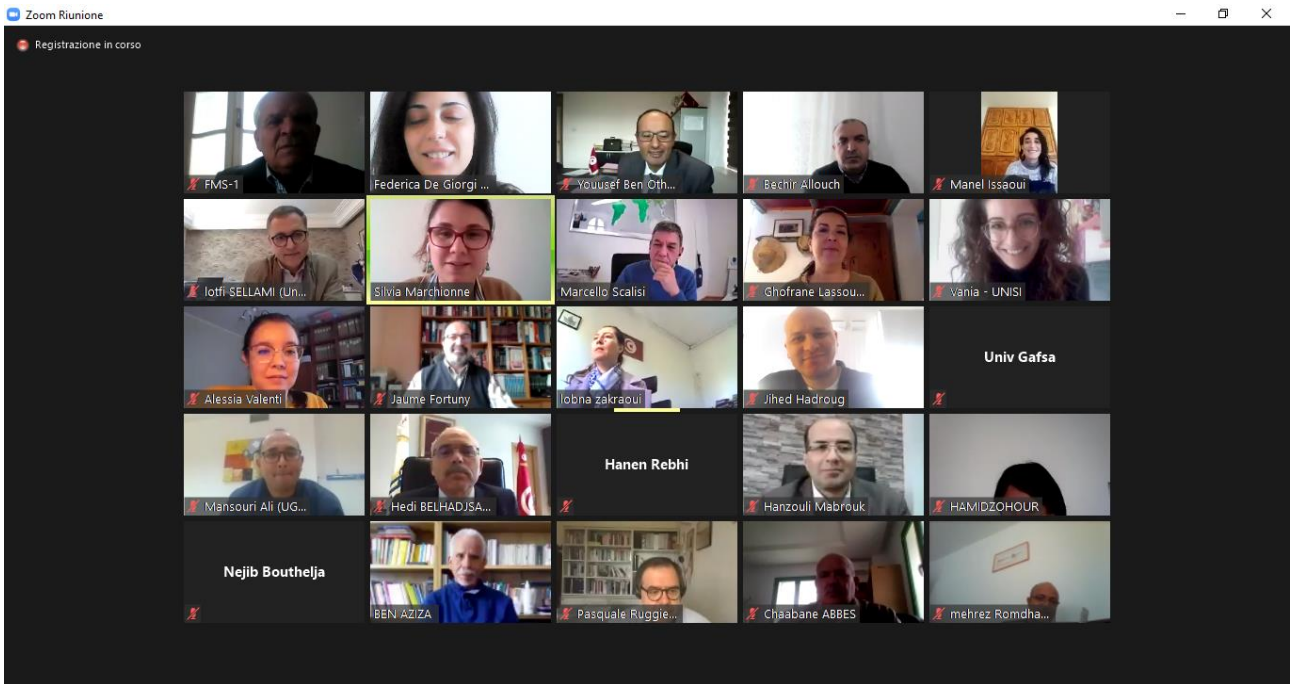 Zoom Riunione
Registrazione in corso
FMS-1
Federica De Giorgi ...
Yousef Ben Oth...
Bechir Allouch
Manel Issaoui
lotfi SELLAMI (Un...
Silvia Marchionne
Marcello Scalisi
Ghofrane Lassou...
Vania - UNISI
Alessia Valenti
Jaume Fortuny
lobna zakraoui
Jihed Hadroug
Univ Gafsa
Mansouri Ali (UG...
Hedi BELHADJSA...
Hanen Rebhi
Hanzouli Mabrouk
HAMIDZOHOUR
Nejib Bouthelja
BEN AZIZA
Pasquale Ruggie...
Chaabane ABBES
mehrez Romdha...